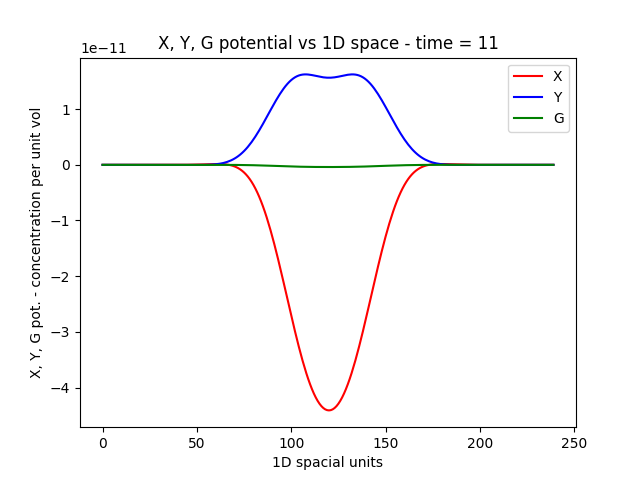 X, Y, G potential vs 1D space - time = 11
1e−11
X
Y
G
1
0
−1
−2
−3
−4
X, Y, G pot. - concentration per unit vol
0 50 100 150 200 250
1D spacial units